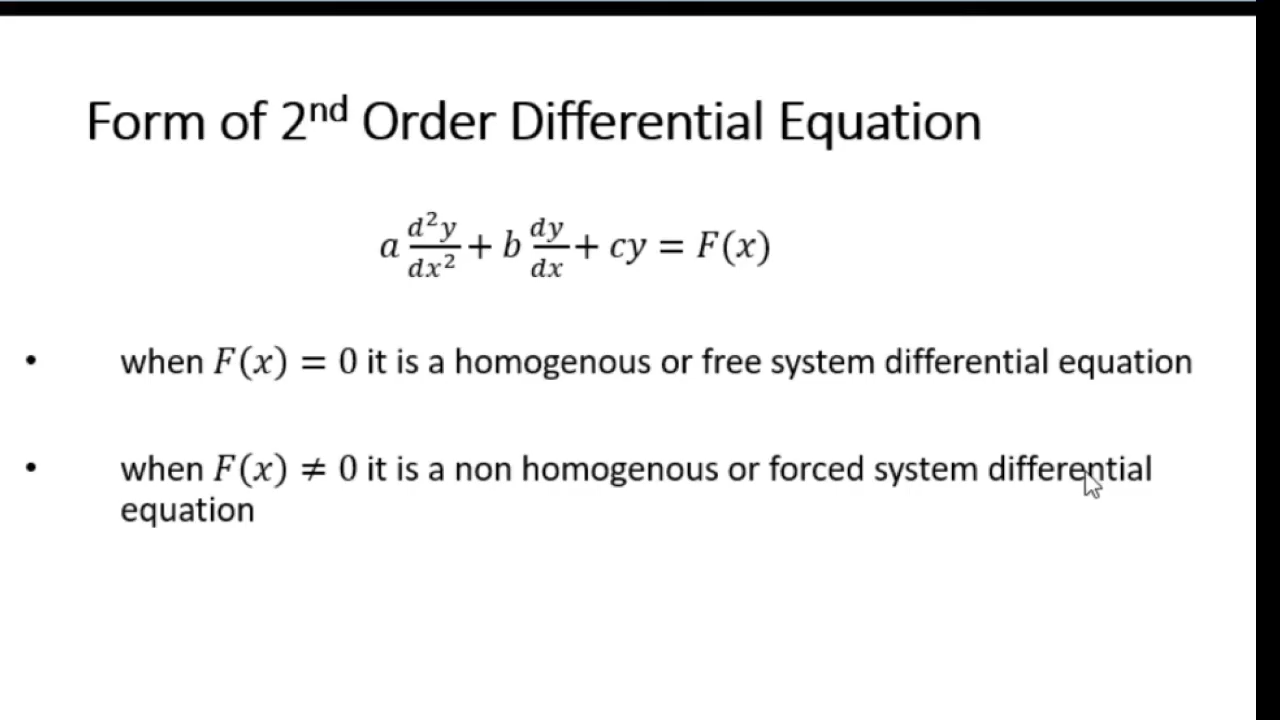 Form of 2nd Order Differential Equation
a d²y/dx² + b dy/dx + cy = F(x)
• when F(x) = 0 it is a homogenous or free system differential equation
• when F(x) ≠ 0 it is a non homogenous or forced system differential
equation